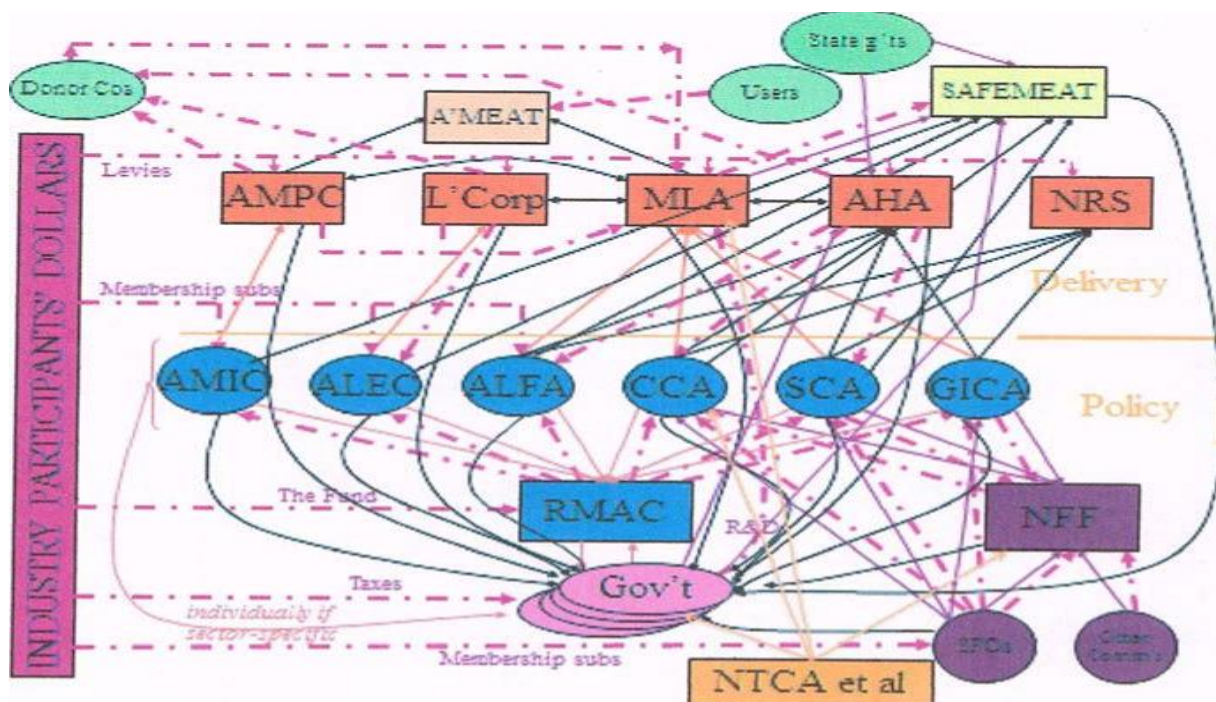 State g'ts
Donor Cos
Users
SAFEMEAT
A'MEAT
Levies
AMPC
L'Corp
MLA
AHA
NRS
Delivery
Membership subs
AMIC
ALEC
ALFA
CCA
SCA
GICA
Policy
INDUSTRY PARTICIPANTS' DOLLARS
The Fund
RMAC
R&D
NFF
Taxes
Gov't
individually if
sector-specific
SFOs
Membership subs
NTCA et al